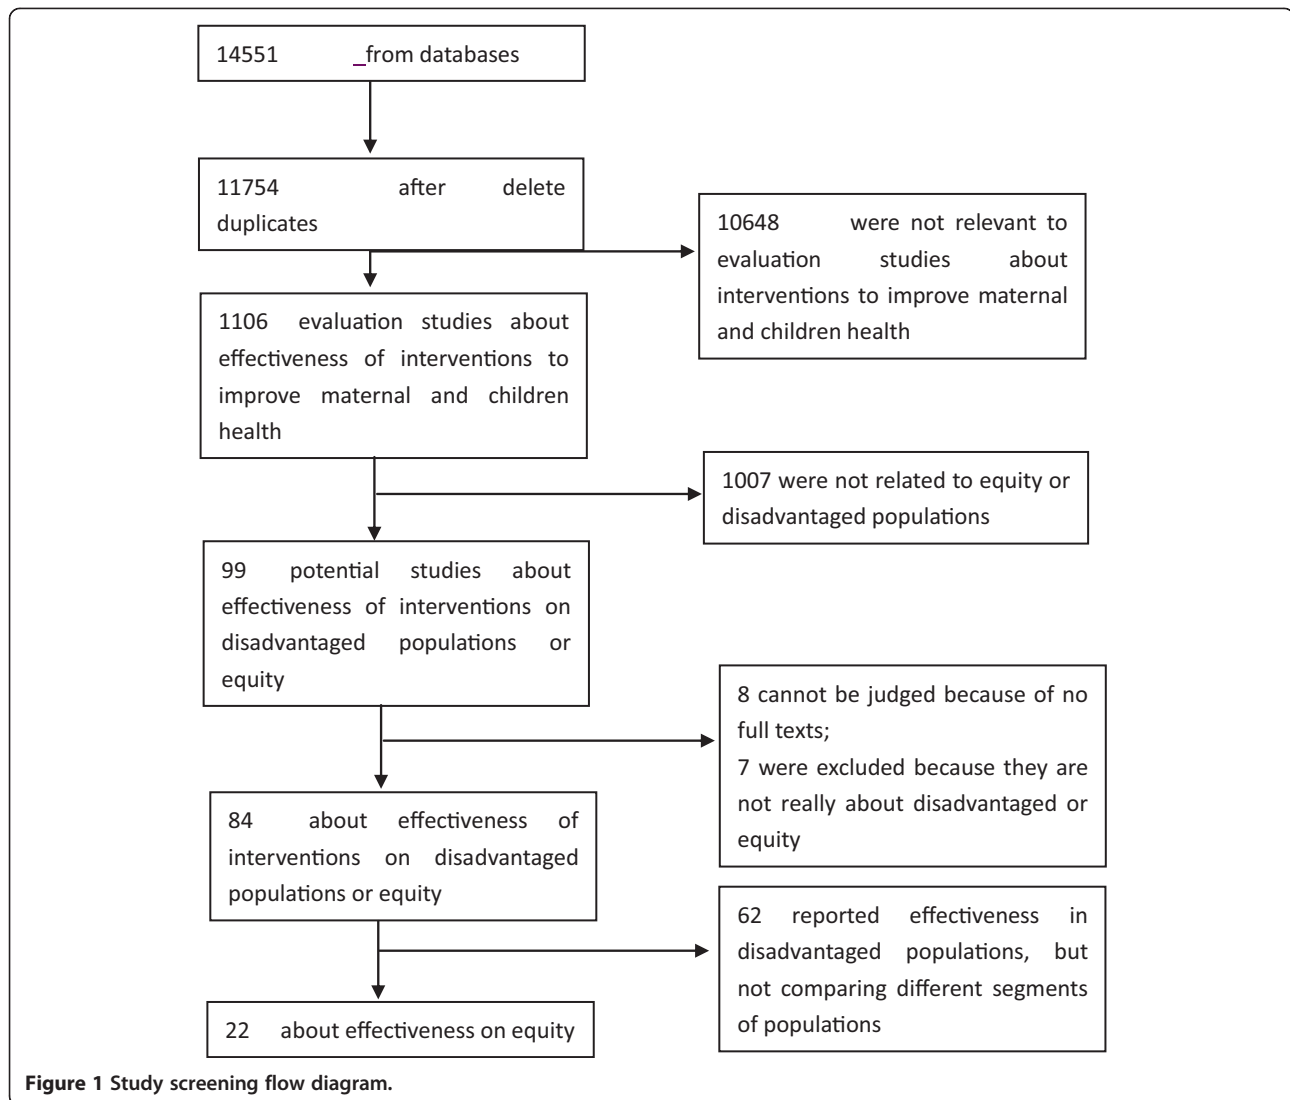 14551 _from databases
11754 after delete
duplicates
10648 were not relevant to
evaluation studies about
interventions to improve maternal
and children health
1106 evaluation studies about
effectiveness of interventions to
improve maternal and children
health
1007 were not related to equity or
disadvantaged populations
99 potential studies about
effectiveness of interventions on
disadvantaged populations or
equity
8 cannot be judged because of no
full texts;
7 were excluded because they are
not really about disadvantaged or
equity
84 about effectiveness of
interventions on disadvantaged
populations or equity
62 reported effectiveness in
disadvantaged populations, but
not comparing different segments
of populations
22 about effectiveness on equity
Figure 1 Study screening flow diagram.